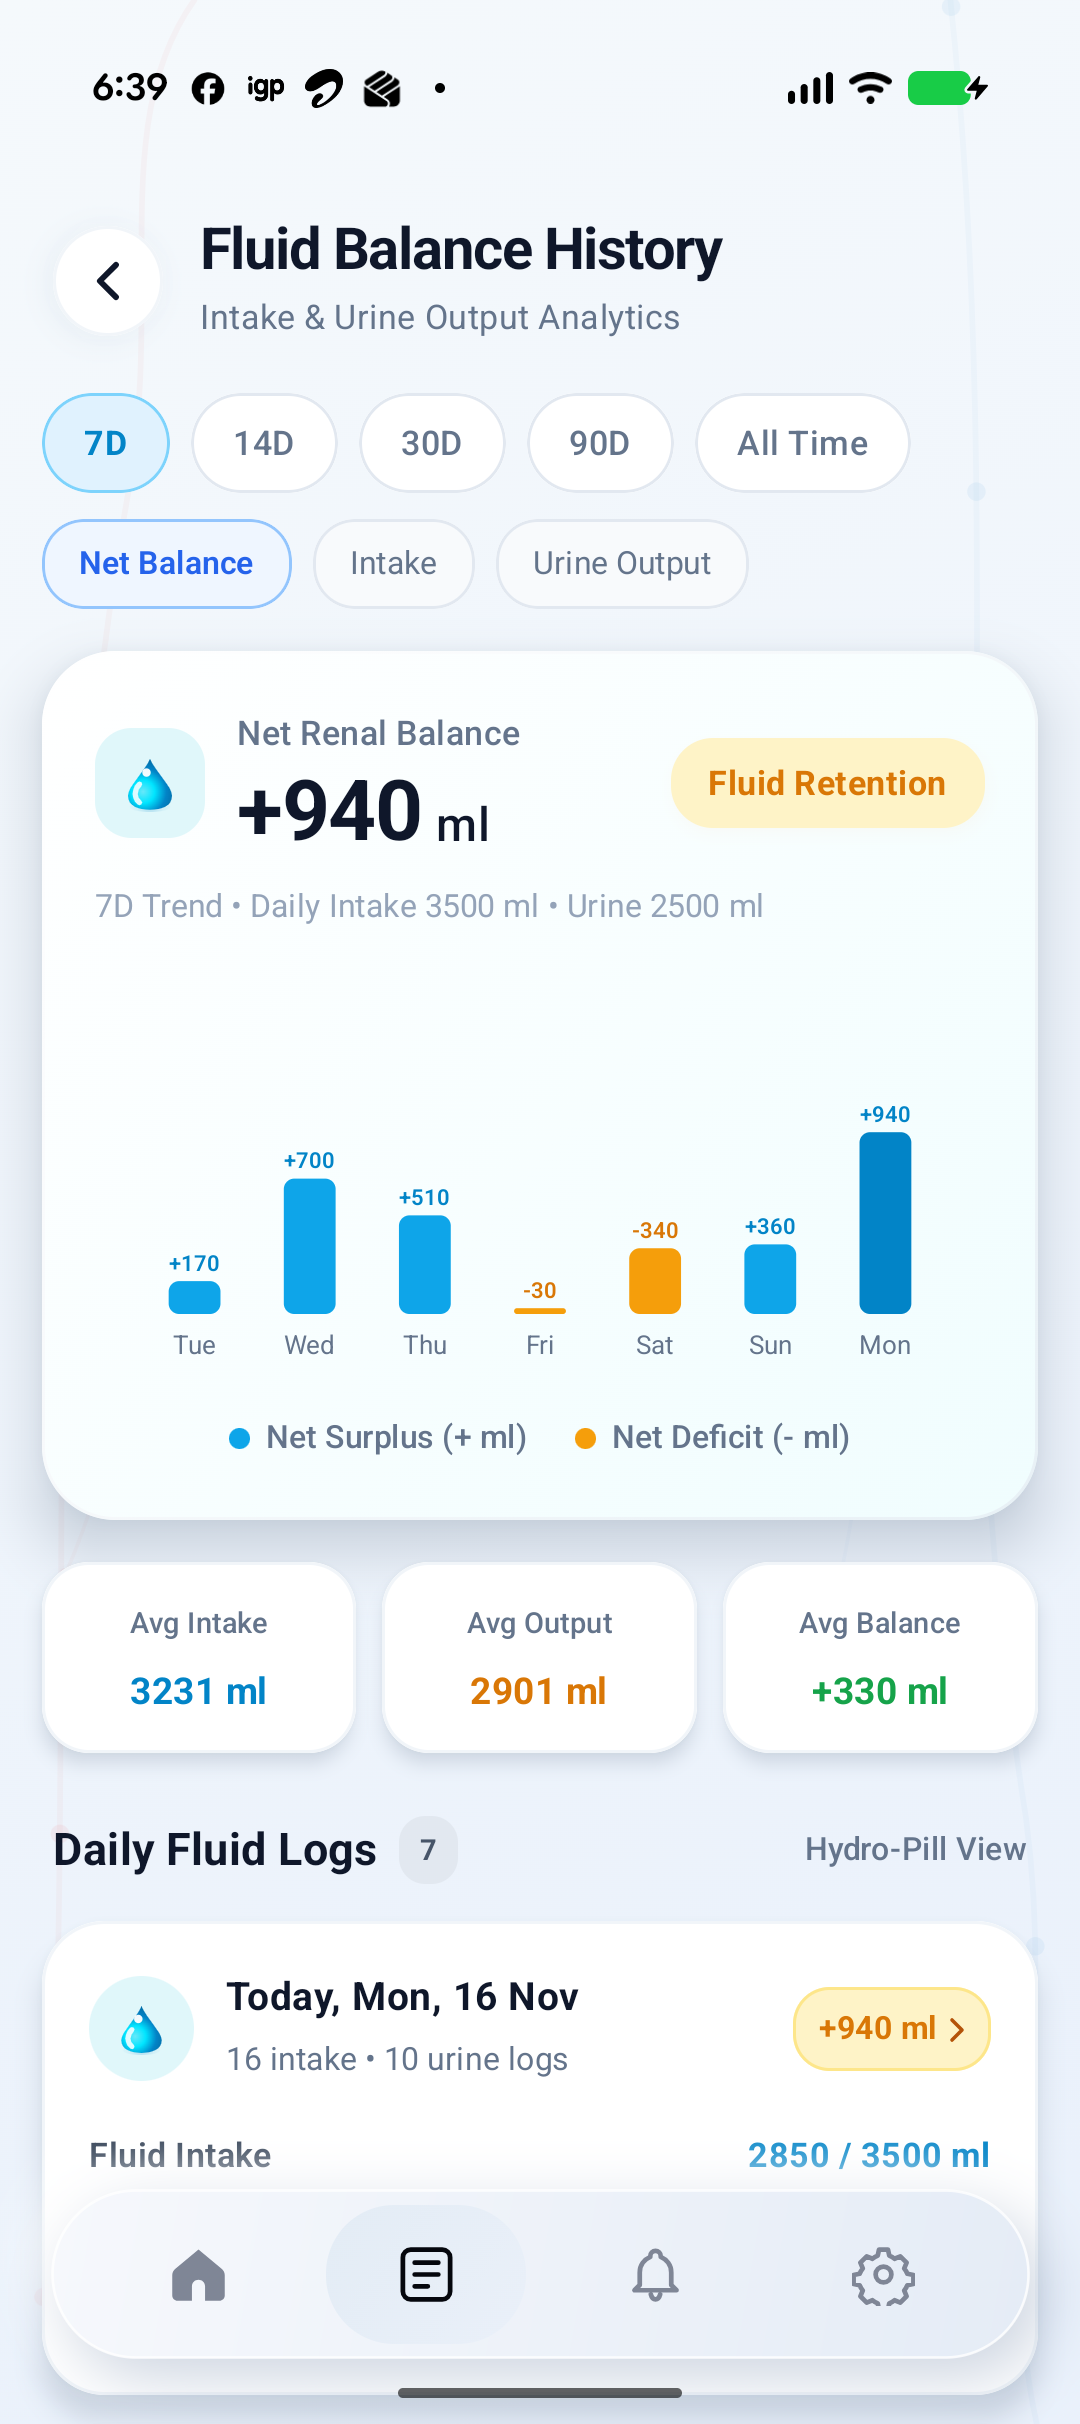 6:39 igp
Fluid Balance History
Intake & Urine Output Analytics
7D 14D 30D 90D All Time
Net Balance Intake Urine Output
Net Renal Balance
+940 ml
Fluid Retention
7D Trend • Daily Intake 3500 ml • Urine 2500 ml
+170 +700 +510 -30 -340 +360 +940
Tue Wed Thu Fri Sat Sun Mon
Net Surplus (+ ml) Net Deficit (- ml)
Avg Intake Avg Output Avg Balance
3231 ml 2901 ml +330 ml
Daily Fluid Logs 7 Hydro-Pill View
Today, Mon, 16 Nov
16 intake • 10 urine logs
+940 ml
Fluid Intake 2850 / 3500 ml